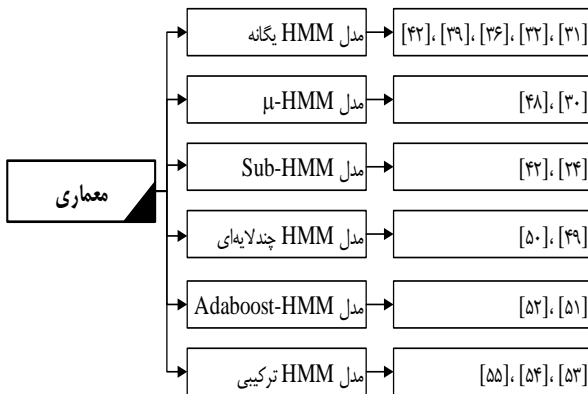 معماری
مدل HMM یگانه
[۳۱]، [۳۲]، [۳۶]، [۳۹]، [۴۲]
مدل μ-HMM
[۳۰]، [۴۸]
مدل Sub-HMM
[۲۴]، [۴۲]
مدل HMM چندلایه‌ای
[۴۹]، [۵۰]
مدل Adaboost-HMM
[۵۱]، [۵۲]
مدل HMM ترکیبی
[۵۳]، [۵۴]، [۵۵]